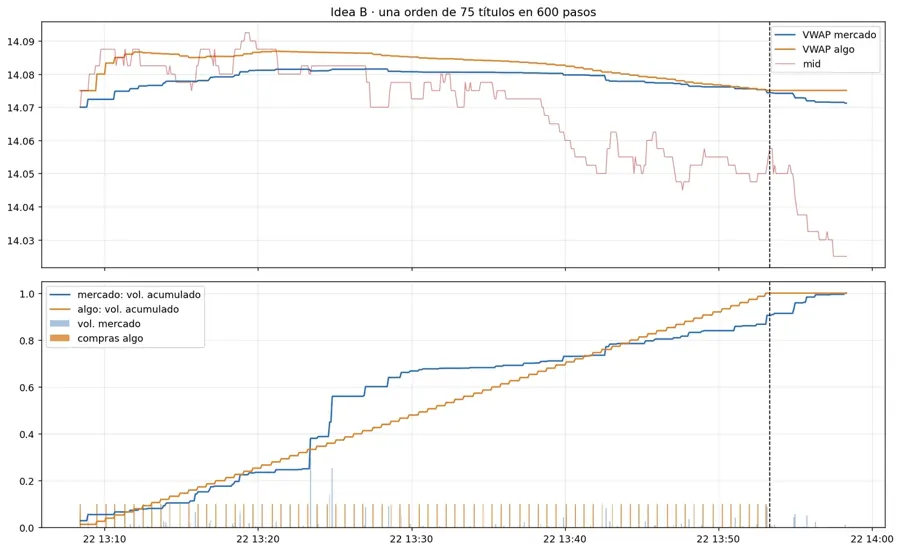 Idea B · una orden de 75 títulos en 600 pasos
14.09
14.08
14.07
14.06
14.05
14.04
14.03
VWAP mercado
VWAP algo
mid
1.0
0.8
0.6
0.4
0.2
0.0
mercado: vol. acumulado
algo: vol. acumulado
vol. mercado
compras algo
22 13:10
22 13:20
22 13:30
22 13:40
22 13:50
22 14:00